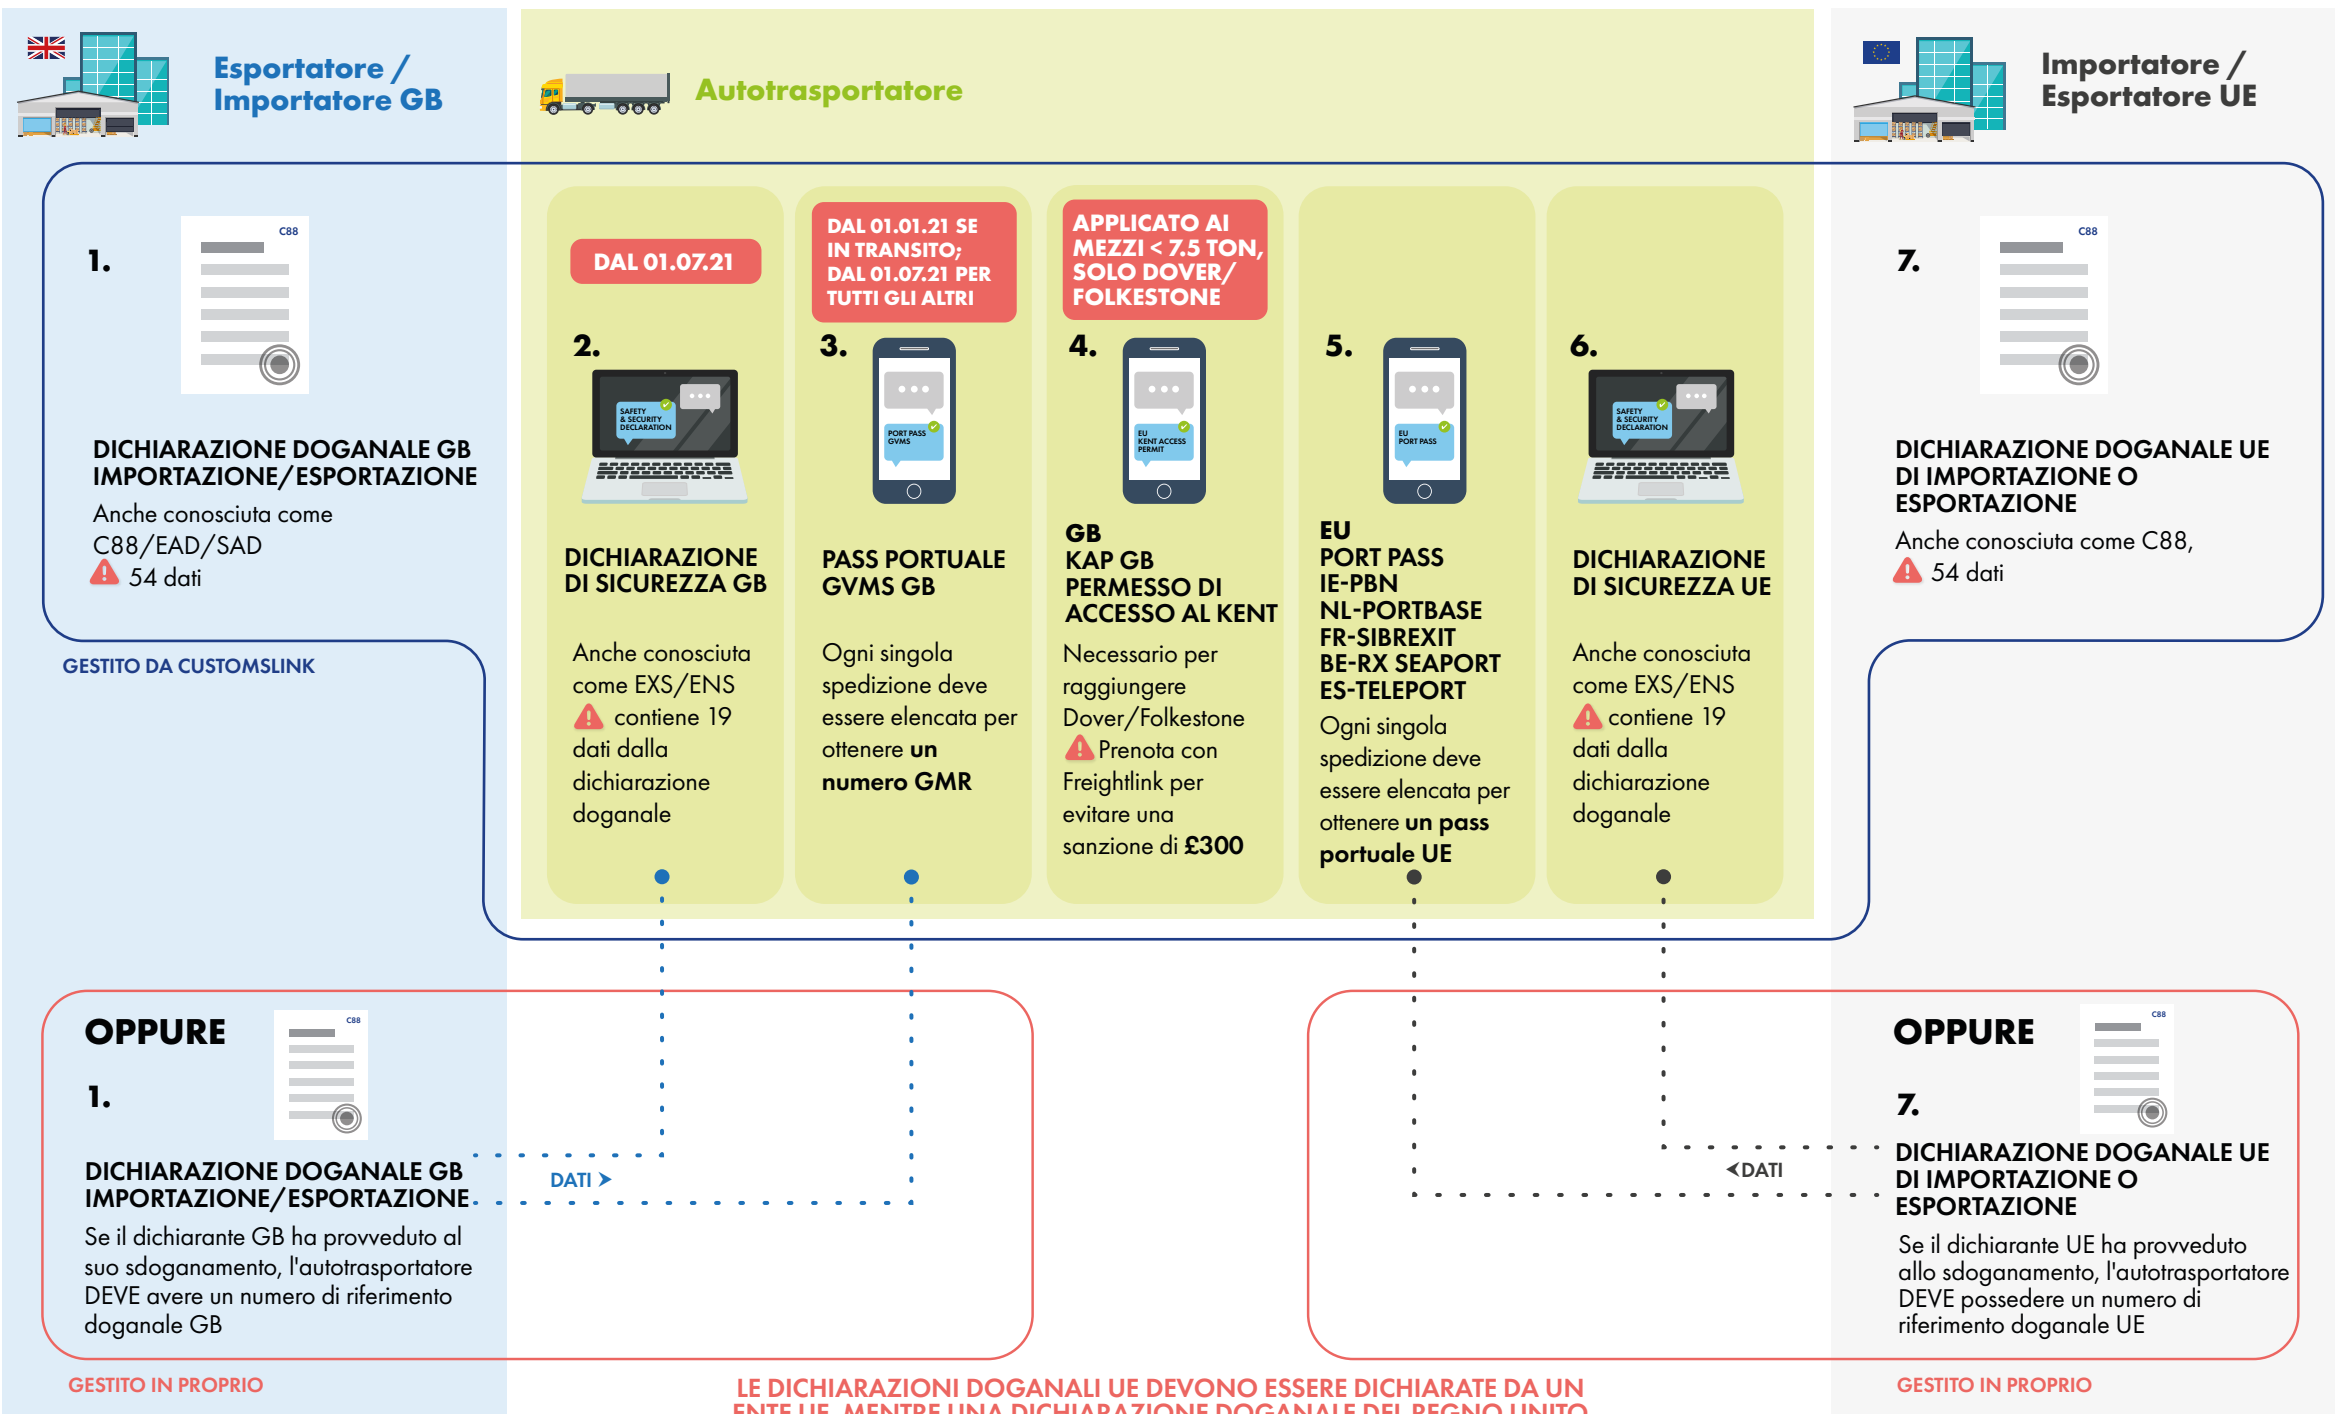 Esportatore /
Importatore GB
Autotrasportatore
Importatore /
Esportatore UE
1.
C88
DICHIARAZIONE DOGANALE GB
IMPORTAZIONE/ESPORTAZIONE
Anche conosciuta come
C88/EAD/SAD
54 dati
GESTITO DA CUSTOMSLINK
DAL 01.07.21
2.
SAFETY
& SECURITY
DECLARATION
DICHIARAZIONE
DI SICUREZZA GB
Anche conosciuta
come EXS/ENS
contiene 19
dati dalla
dichiarazione
doganale
DAL 01.01.21 SE
IN TRANSITO;
DAL 01.07.21 PER
TUTTI GLI ALTRI
3.
PORT PASS
GVMS
PASS PORTUALE
GVMS GB
Ogni singola
spedizione deve
essere elencata per
ottenere un
numero GMR
APPLICATO AI
MEZZI < 7.5 TON,
SOLO DOVER/
FOLKESTONE
4.
EU
KENT ACCESS
PERMIT
GB
KAP GB
PERMESSO DI
ACCESSO AL KENT
Necessario per
raggiungere
Dover/Folkestone
Prenota con
Freightlink per
evitare una
sanzione di £300
5.
EU
PORT PASS
EU
PORT PASS
IE-PBN
NL-PORTBASE
FR-SIBREXIT
BE-RX SEAPORT
ES-TELEPORT
Ogni singola
spedizione deve
essere elencata per
ottenere un pass
portuale UE
6.
SAFETY
& SECURITY
DECLARATION
DICHIARAZIONE
DI SICUREZZA UE
Anche conosciuta
come EXS/ENS
contiene 19
dati dalla
dichiarazione
doganale
7.
C88
DICHIARAZIONE DOGANALE UE
DI IMPORTAZIONE O
ESPORTAZIONE
Anche conosciuta come C88,
54 dati
OPPURE
C88
1.
DICHIARAZIONE DOGANALE GB
IMPORTAZIONE/ESPORTAZIONE
Se il dichiarante GB ha provveduto al
suo sdoganamento, l'autotrasportatore
DEVE avere un numero di riferimento
doganale GB
GESTITO IN PROPRIO
DATI >
<DATI
OPPURE
C88
7.
DICHIARAZIONE DOGANALE UE
DI IMPORTAZIONE O
ESPORTAZIONE
Se il dichiarante UE ha provveduto
allo sdoganamento, l'autotrasportatore
DEVE possedere un numero di
riferimento doganale UE
GESTITO IN PROPRIO
LE DICHIARAZIONI DOGANALI UE DEVONO ESSERE DICHIARATE DA UN
ENTE UE, MENTRE UNA DICHIARAZIONE DOGANALE DEL REGNO UNITO